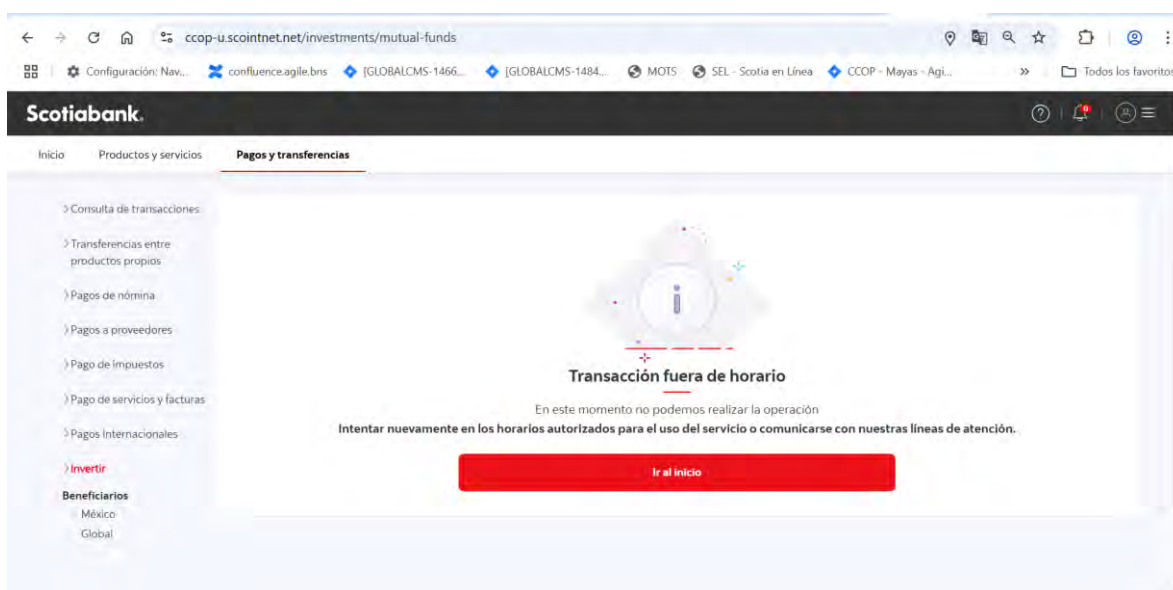 ccop-u.scointnet.net/investments/mutual-funds
Configuración: Nav... confluence.agile.bns [GLOBALCMS-1466... [GLOBALCMS-1484... MOTS SEL - Scotia en Línea CCOP - Mayas - Agi... » Todos los favoritos
Scotiabank.
Inicio Productos y servicios Pagos y transferencias
Consulta de transacciones
Transferencias entre
productos propios
Pagos de nómina
Pagos a proveedores
Pago de impuestos
Pago de servicios y facturas
Pagos Internacionales
Invertir
Beneficiarios
México
Global
i
Transacción fuera de horario
En este momento no podemos realizar la operación
Intentar nuevamente en los horarios autorizados para el uso del servicio o comunicarse con nuestras líneas de atención.
Ir al inicio